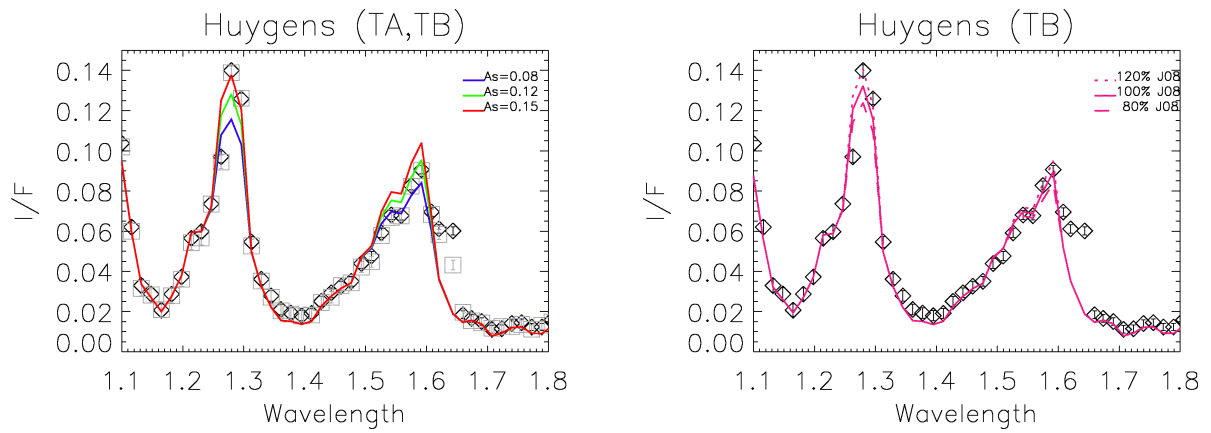 Huygens (TA,TB)
I/F
0.14
0.12
0.10
0.08
0.06
0.04
0.02
0.00
As=0.08
As=0.12
As=0.15
1.1 1.2 1.3 1.4 1.5 1.6 1.7 1.8
Wavelength
Huygens (TB)
I/F
0.14
0.12
0.10
0.08
0.06
0.04
0.02
0.00
120% J08
100% J08
80% J08
1.1 1.2 1.3 1.4 1.5 1.6 1.7 1.8
Wavelength